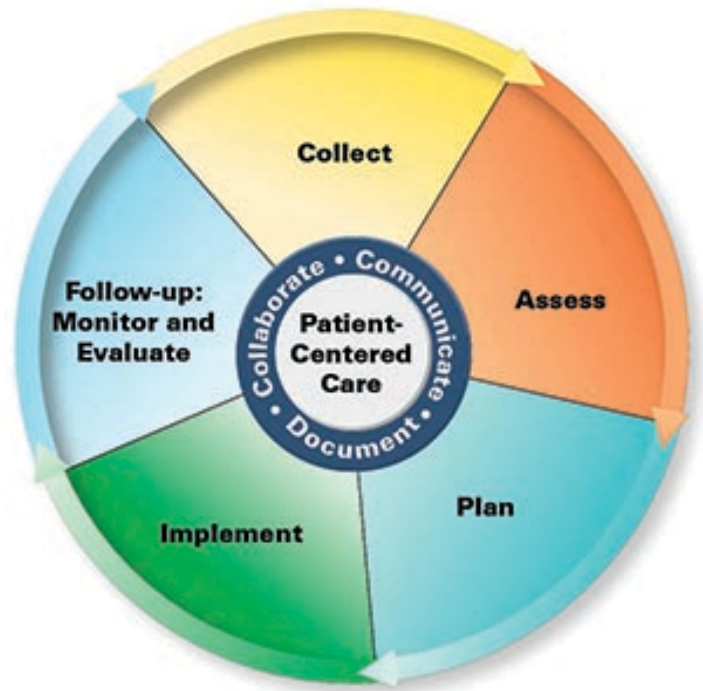 Collect
Assess
Plan
Implement
Follow-up:
Monitor and
Evaluate
Collaborate • Communicate • Document •
Patient-
Centered
Care